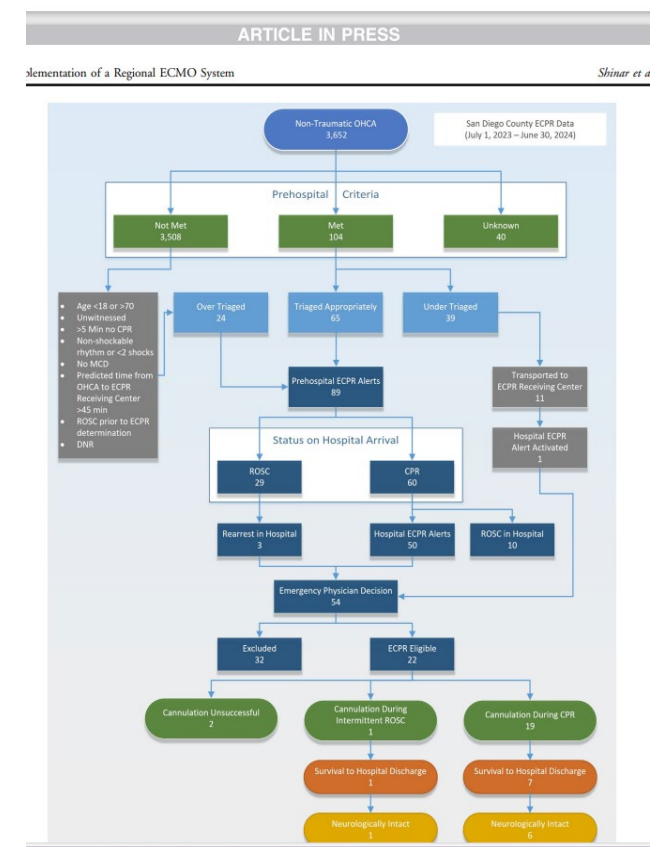 ARTICLE IN PRESS
plementation of a Regional ECMO System
Shinar et a
Non-Traumatic OHCA
3,652
San Diego County ECPR Data
(July 1, 2023 – June 30, 2024)
Prehospital Criteria
Not Met
3,508
Met
104
Unknown
40
• Age <18 or >70
• Unwitnessed
• >5 Min no CPR
• Non-shockable
rhythm or <2 shocks
• No MCD
• Predicted time from
OHCA to ECPR
Receiving Center
>45 min
• ROSC prior to ECPR
determination
• DNR
Over Triaged
24
Triaged Appropriately
65
Under Triaged
39
Prehospital ECPR Alerts
89
Transported to
ECPR Receiving Center
11
Status on Hospital Arrival
Hospital ECPR
Alert Activated
1
ROSC
29
CPR
60
Rearrest in Hospital
3
Hospital ECPR Alerts
50
ROSC in Hospital
10
Emergency Physician Decision
54
Excluded
32
ECPR Eligible
22
Cannulation Unsuccessful
2
Cannulation During
Intermittent ROSC
1
Cannulation During CPR
19
Survival to Hospital Discharge
1
Survival to Hospital Discharge
7
Neurologically Intact
1
Neurologically Intact
6